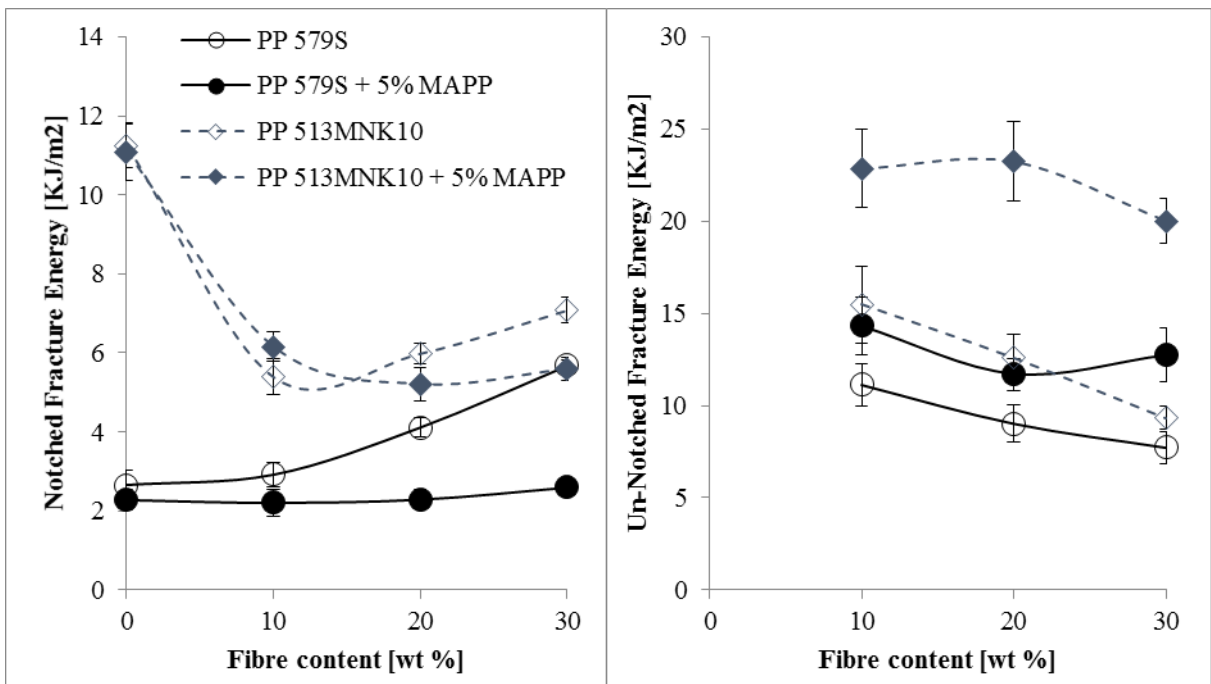 Notched Fracture Energy [KJ/m2]
14
12
10
8
6
4
2
0
0 10 20 30
Fibre content [wt %]
PP 579S
PP 579S + 5% MAPP
PP 513MNK10
PP 513MNK10 + 5% MAPP
Un-Notched Fracture Energy [KJ/m2]
30
25
20
15
10
5
0
0 10 20 30
Fibre content [wt %]